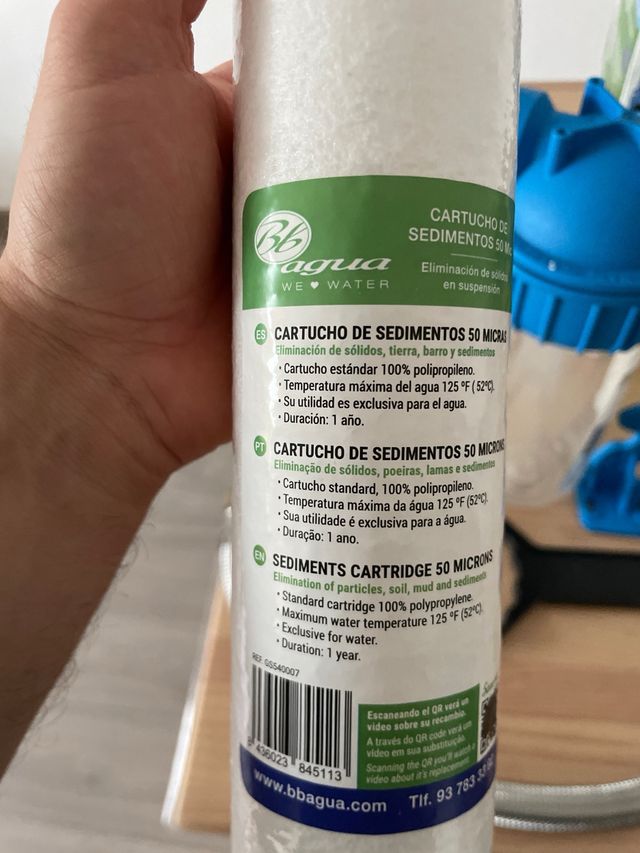 Bb
agua
WE ♥ WATER
CARTUCHO DE
SEDIMENTOS 50
Eliminación de sólidos
en suspensión
ES CARTUCHO DE SEDIMENTOS 50 MICRAS
Eliminación de sólidos, tierra, barro y sedimentos
· Cartucho estándar 100% polipropileno.
· Temperatura máxima del agua 125 ºF ( 52ºC).
· Su utilidad es exclusiva para el agua.
· Duración: 1 año.
PT CARTUCHO DE SEDIMENTOS 50 MICRONS
Eliminação de sólidos, poeiras, lamas e sedimentos
· Cartucho standard, 100% polipropileno.
· Temperatura máxima da água 125 ºF (52ºC).
· Sua utilidade é exclusiva para a água.
· Duração: 1 ano.
EN SEDIMENTS CARTRIDGE 50 MICRONS
Elimination of particles, soil, mud and sediments
· Standard cartridge 100% polypropylene.
· Maximum water temperature 125 ºF (52ºC).
· Exclusive for water.
· Duration: 1 year.
REF. GS540007
8 436023 845113
Escaneando el QR verá un
vídeo sobre su recambio.
A través do QR code verá um
vídeo em sua substituição.
Scanning the QR you'll watch a
video about it's replacement.
www.bbagua.com Tlf. 93 783 33